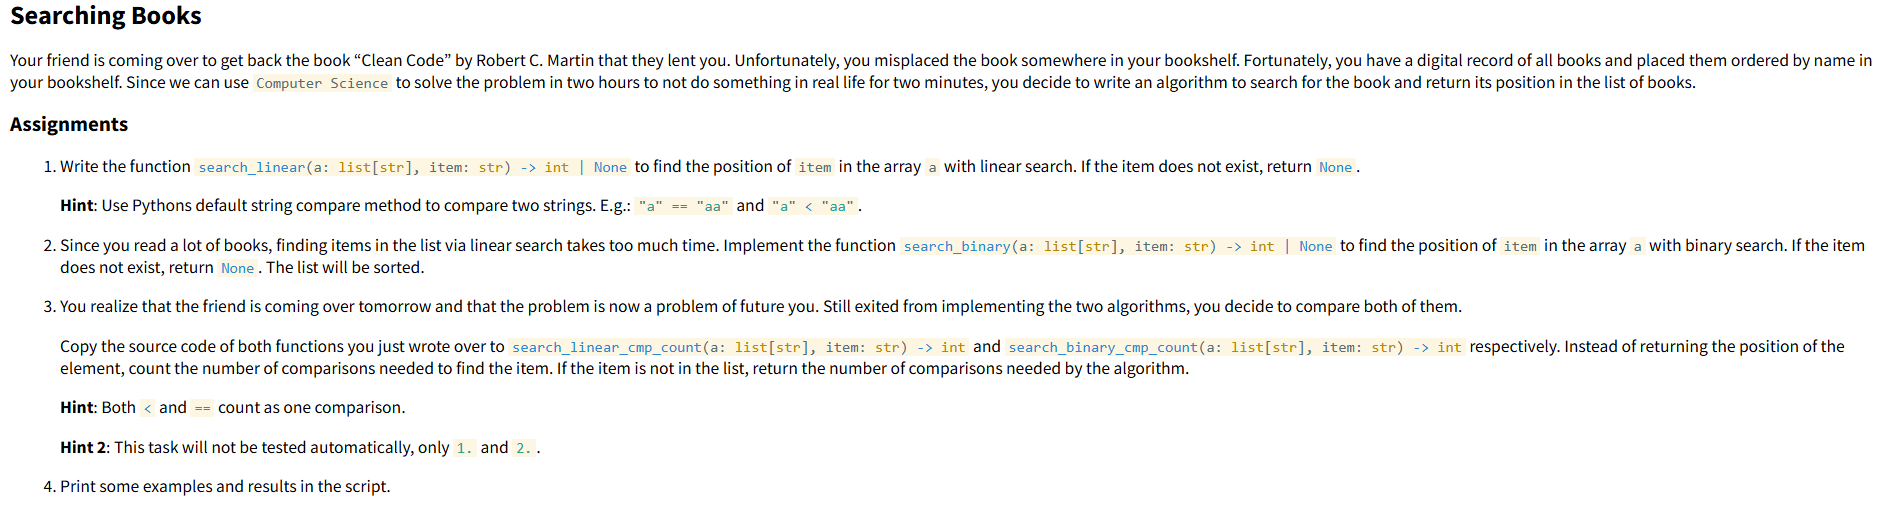 Searching Books
Your friend is coming over to get back the book “Clean Code” by Robert C. Martin that they lent you. Unfortunately, you misplaced the book somewhere in your bookshelf. Fortunately, you have a digital record of all books and placed them ordered by name in
your bookshelf. Since we can use Computer Science to solve the problem in two hours to not do something in real life for two minutes, you decide to write an algorithm to search for the book and return its position in the list of books.
Assignments
1. Write the function search_linear(a: list[str], item: str) -> int | None to find the position of item in the array a with linear search. If the item does not exist, return None.
Hint: Use Pythons default string compare method to compare two strings. E.g.: "a" == "aa" and "a" < "aa".
2. Since you read a lot of books, finding items in the list via linear search takes too much time. Implement the function search_binary(a: list[str], item: str) -> int | None to find the position of item in the array a with binary search. If the item
does not exist, return None. The list will be sorted.
3. You realize that the friend is coming over tomorrow and that the problem is now a problem of future you. Still exited from implementing the two algorithms, you decide to compare both of them.
Copy the source code of both functions you just wrote over to search_linear_cmp_count(a: list[str], item: str) -> int and search_binary_cmp_count(a: list[str], item: str) -> int respectively. Instead of returning the position of the
element, count the number of comparisons needed to find the item. If the item is not in the list, return the number of comparisons needed by the algorithm.
Hint: Both < and == count as one comparison.
Hint 2: This task will not be tested automatically, only 1. and 2. .
4. Print some examples and results in the script.